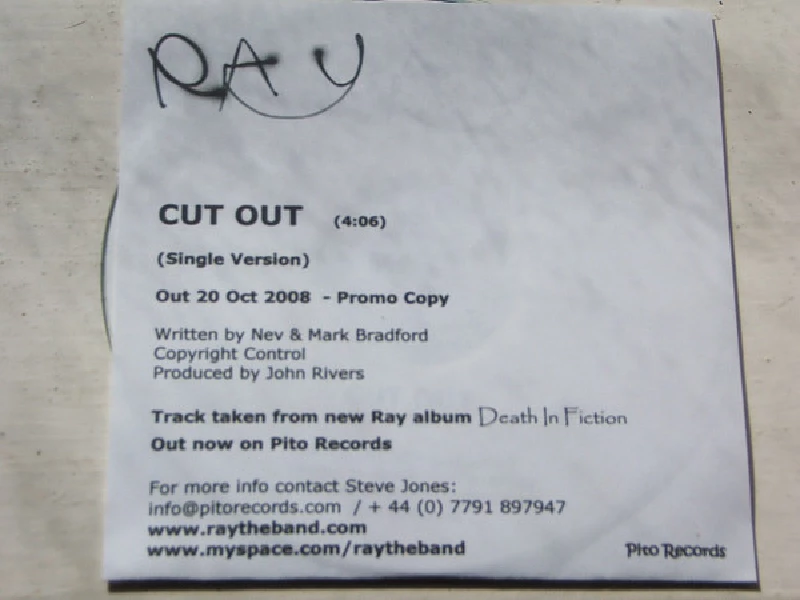 RAY
CUT OUT (4:06)
(Single Version)
Out 20 Oct 2008 - Promo Copy
Written by Nev & Mark Bradford
Copyright Control
Produced by John Rivers
Track taken from new Ray album Death In Fiction
Out now on Pito Records
For more info contact Steve Jones:
info@pitorecords.com / + 44 (0) 7791 897947
www.raytheband.com
www.myspace.com/raytheband
Pito Records